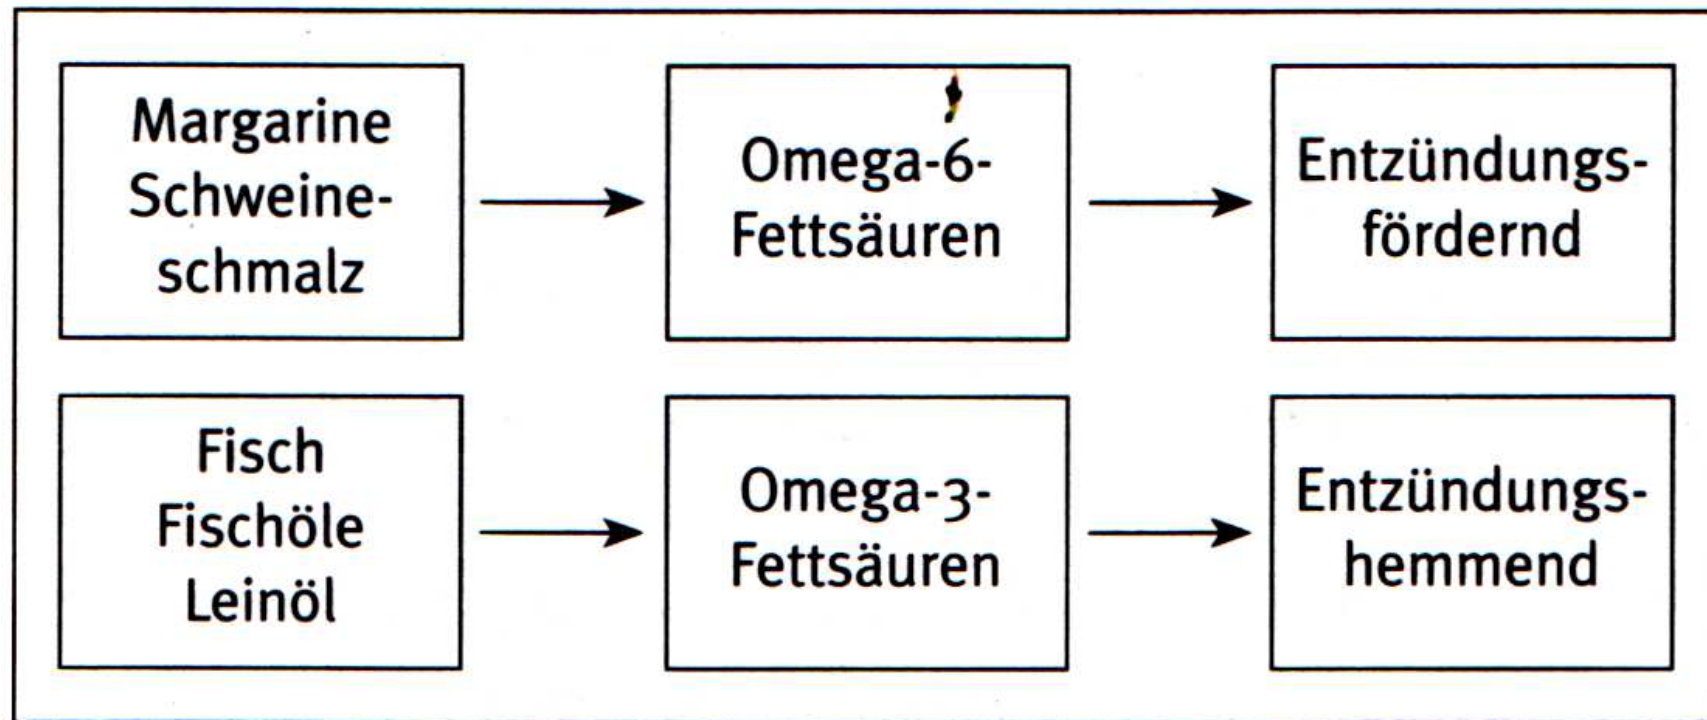 Margarine
Schweine-
schmalz
Omega-6-
Fettsäuren
Entzündungs-
fördernd
Fisch
Fischöle
Leinöl
Omega-3-
Fettsäuren
Entzündungs-
hemmend